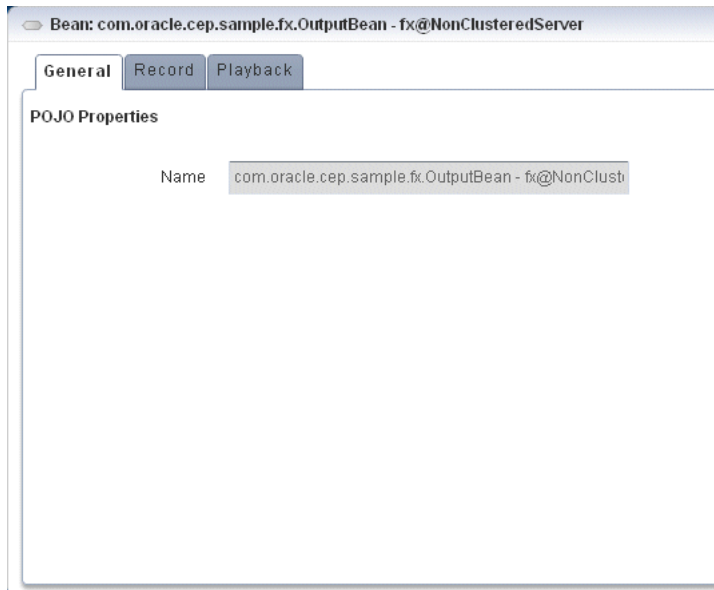 Bean: com.oracle.cep.sample.fx.OutputBean - fx@NonClusteredServer
General Record Playback
POJO Properties
Name com.oracle.cep.sample.fx.OutputBean - fx@NonCluste